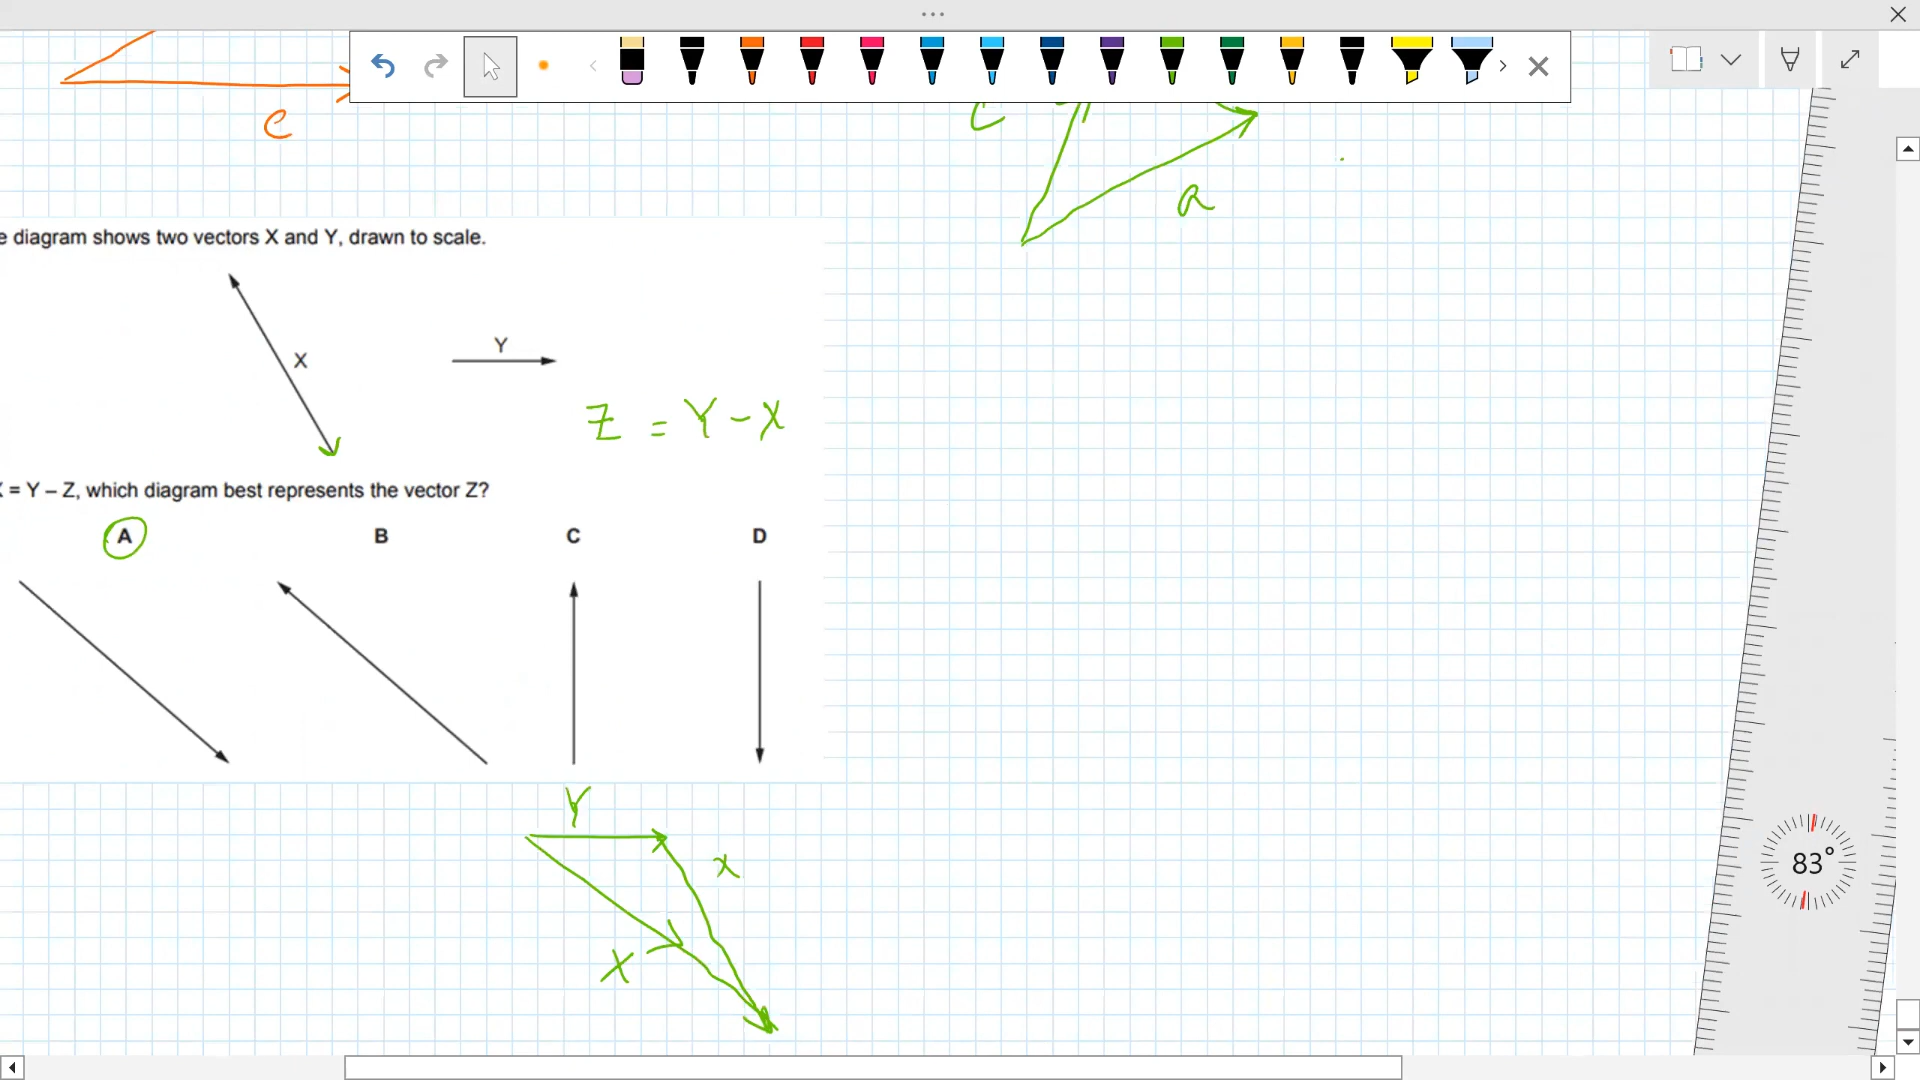 e
C
a
e diagram shows two vectors X and Y, drawn to scale.
X
Y
Z = Y - X
= Y – Z, which diagram best represents the vector Z?
A B C D
Y
X
X
83°